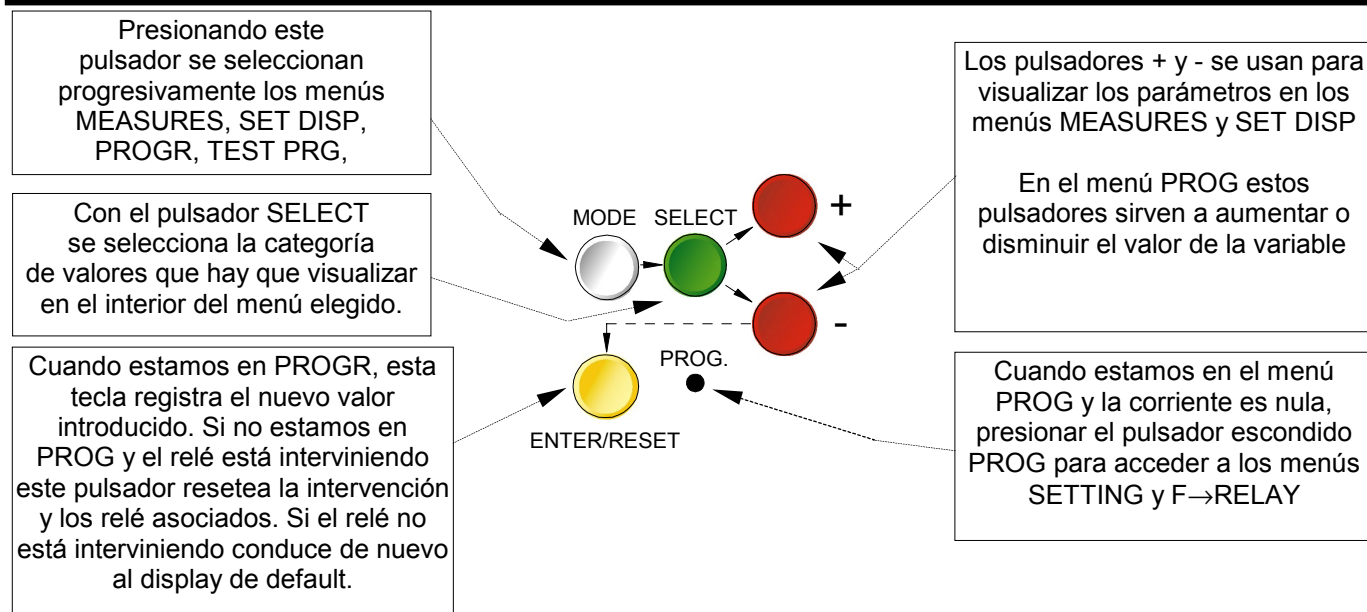 Presionando este
pulsador se seleccionan
progresivamente los menús
MEASURES, SET DISP,
PROGR, TEST PRG,
Con el pulsador SELECT
se selecciona la categoría
de valores que hay que visualizar
en el interior del menú elegido.
Cuando estamos en PROGR, esta
tecla registra el nuevo valor
introducido. Si no estamos en
PROG y el relé está interviniendo
este pulsador resetea la intervención
y los relé asociados. Si el relé no
está interviniendo conduce de nuevo
al display de default.
MODE SELECT
+
-
PROG.
ENTER/RESET
Los pulsadores + y - se usan para
visualizar los parámetros en los
menús MEASURES y SET DISP
En el menú PROG estos
pulsadores sirven a aumentar o
disminuir el valor de la variable
Cuando estamos en el menú
PROG y la corriente es nula,
presionar el pulsador escondido
PROG para acceder a los menús
SETTING y F→RELAY